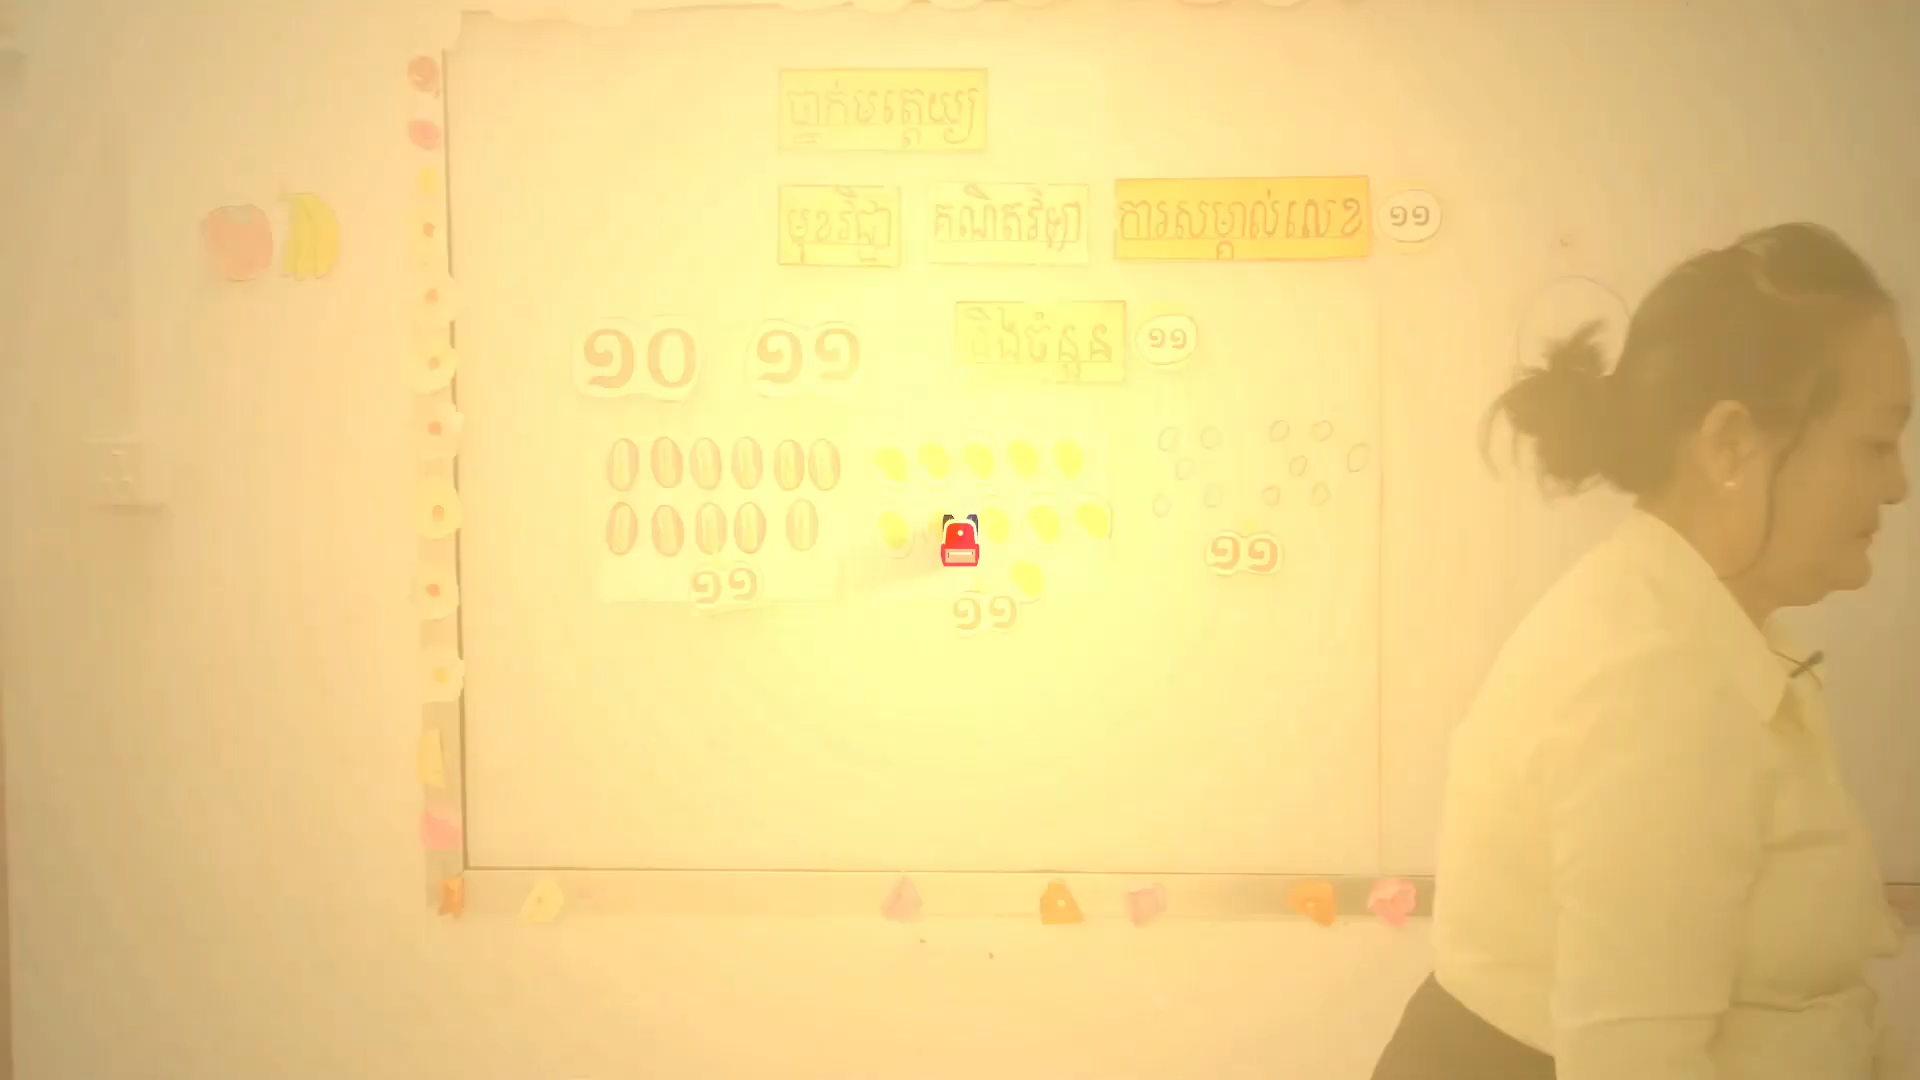 ថ្នាក់មត្តេយ្យ
មុខវិជ្ជា គណិតវិទ្យា ការសម្គាល់លេខ ១១
និងចំនួន ១១
១០ ១១
១១ ១១ ១១